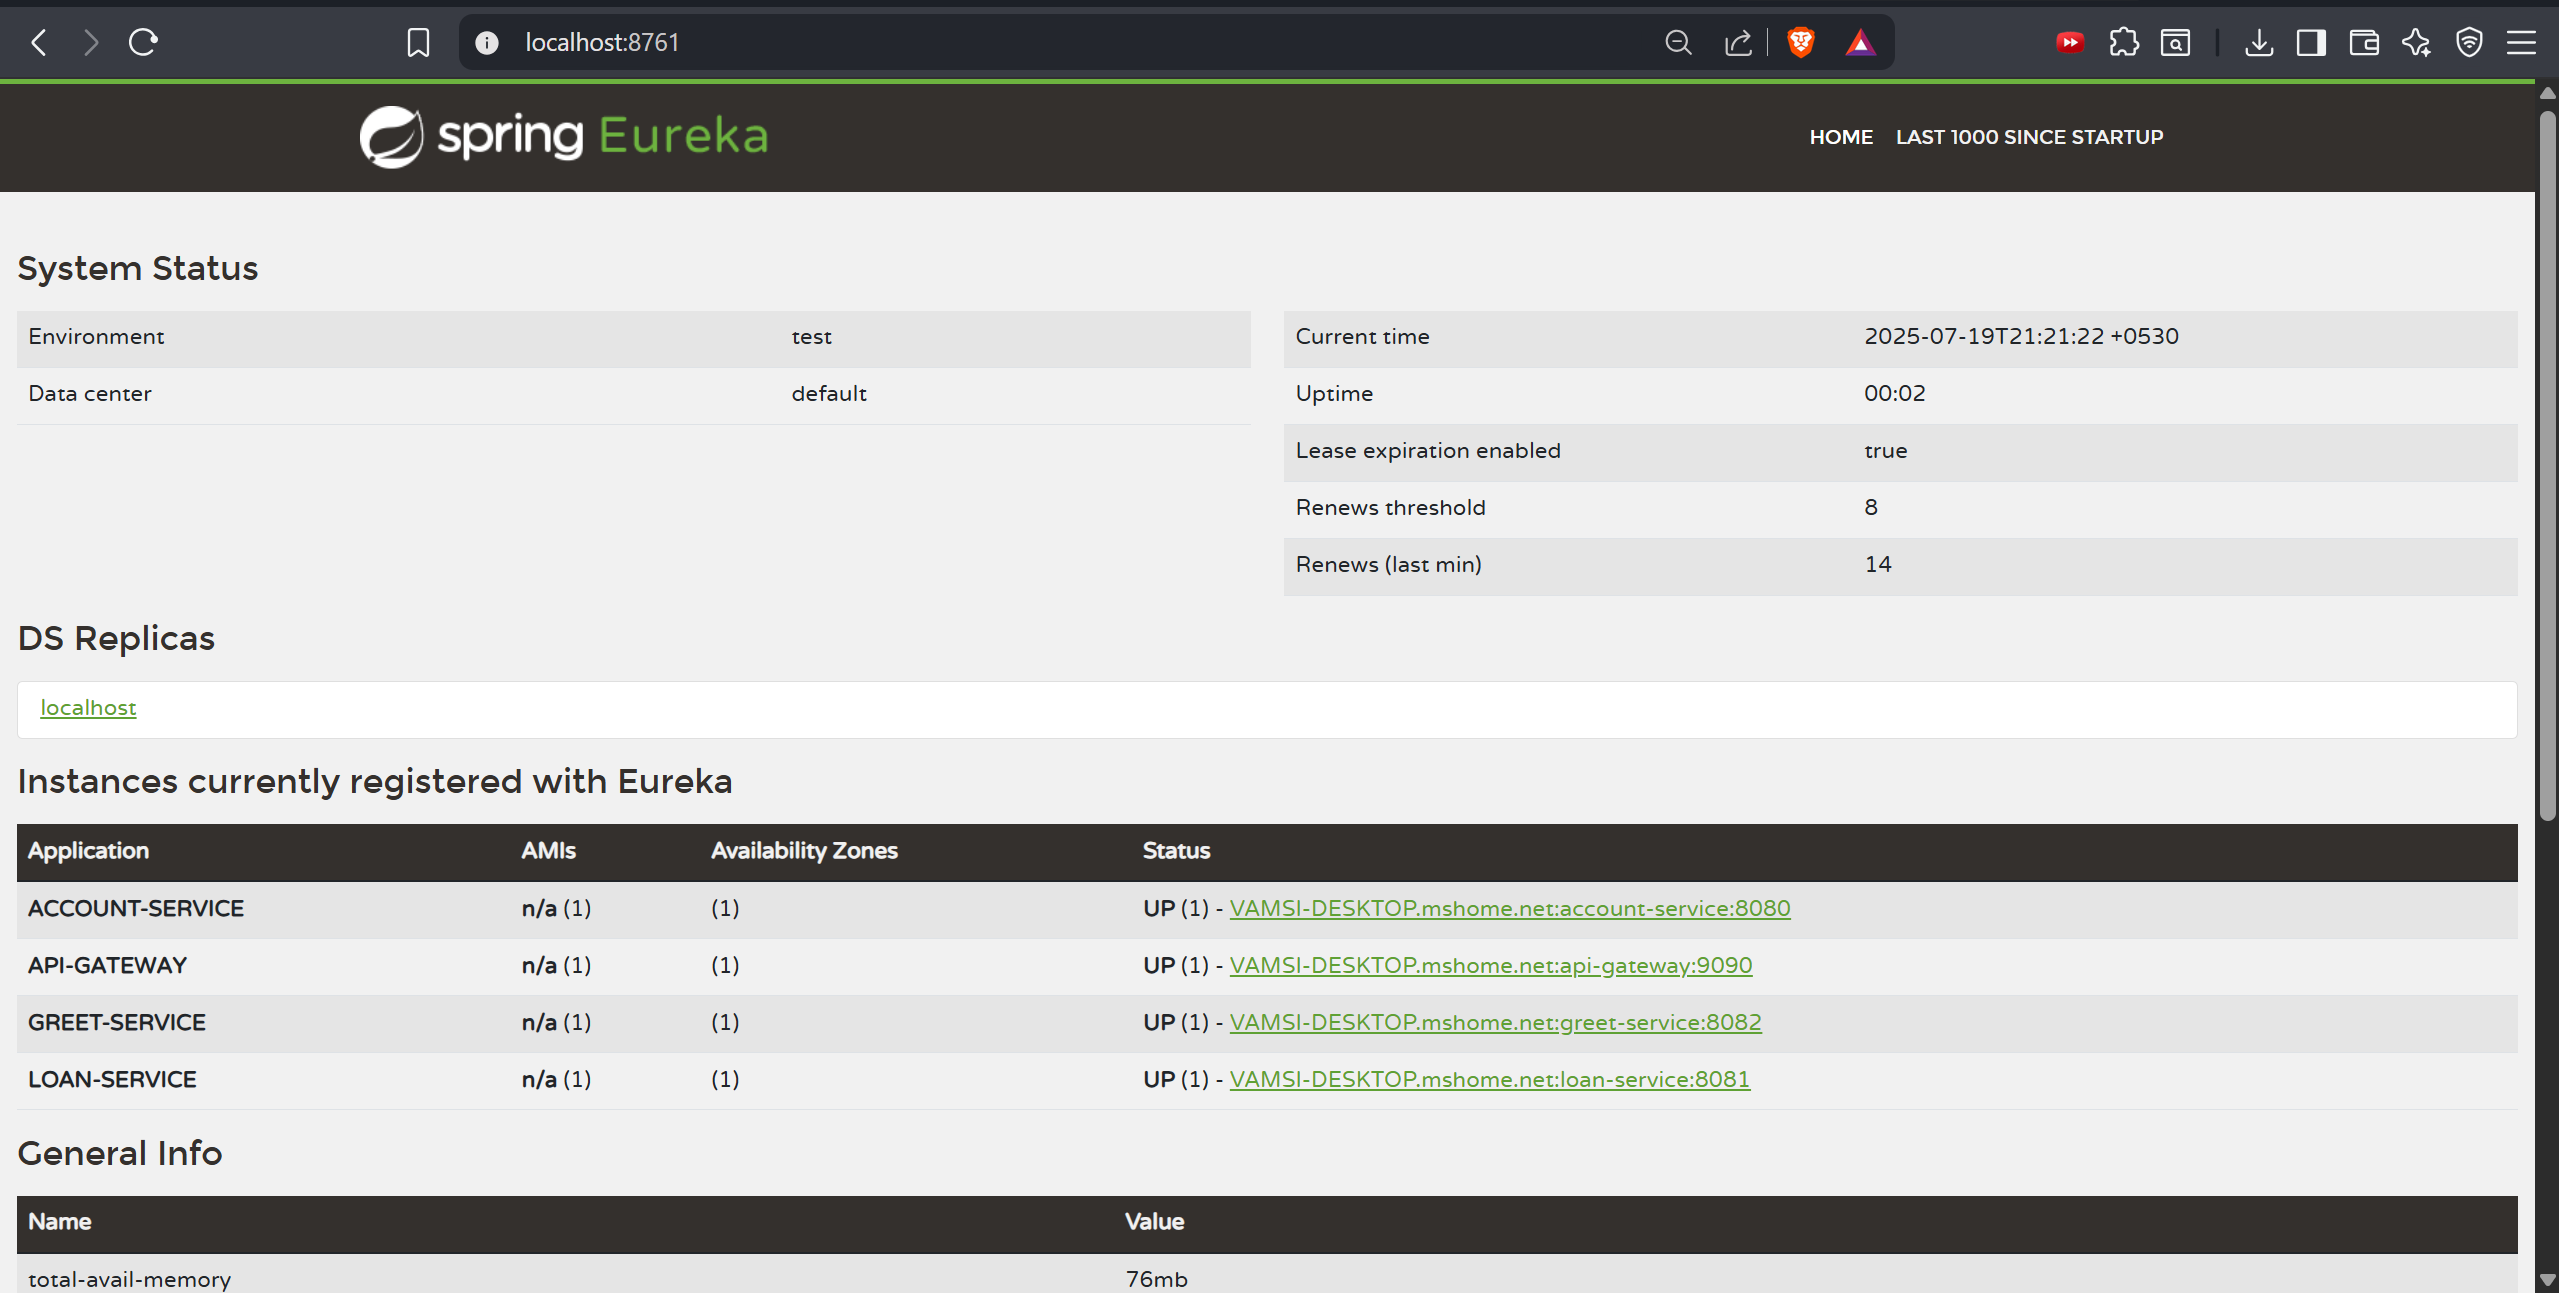 localhost:8761
spring Eureka
HOME LAST 1000 SINCE STARTUP
System Status
Environment test
Data center default
Current time 2025-07-19T21:21:22 +0530
Uptime 00:02
Lease expiration enabled true
Renews threshold 8
Renews (last min) 14
DS Replicas
localhost
Instances currently registered with Eureka
Application AMIs Availability Zones Status
ACCOUNT-SERVICE n/a (1) (1) UP (1) - VAMSI-DESKTOP.mshome.net:account-service:8080
API-GATEWAY n/a (1) (1) UP (1) - VAMSI-DESKTOP.mshome.net:api-gateway:9090
GREET-SERVICE n/a (1) (1) UP (1) - VAMSI-DESKTOP.mshome.net:greet-service:8082
LOAN-SERVICE n/a (1) (1) UP (1) - VAMSI-DESKTOP.mshome.net:loan-service:8081
General Info
Name Value
total-avail-memory 76mb